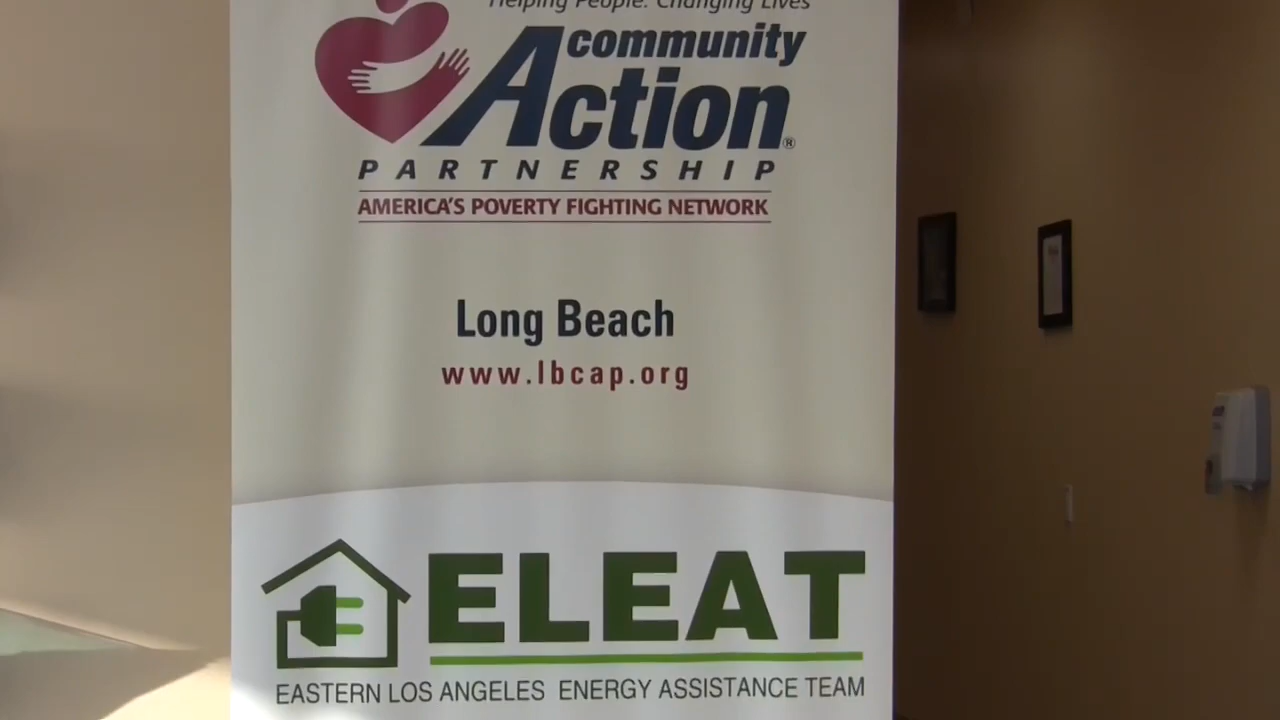 Helping People. Changing Lives
community
Action®
PARTNERSHIP
AMERICA'S POVERTY FIGHTING NETWORK
Long Beach
www.lbcap.org
ELEAT
EASTERN LOS ANGELES ENERGY ASSISTANCE TEAM